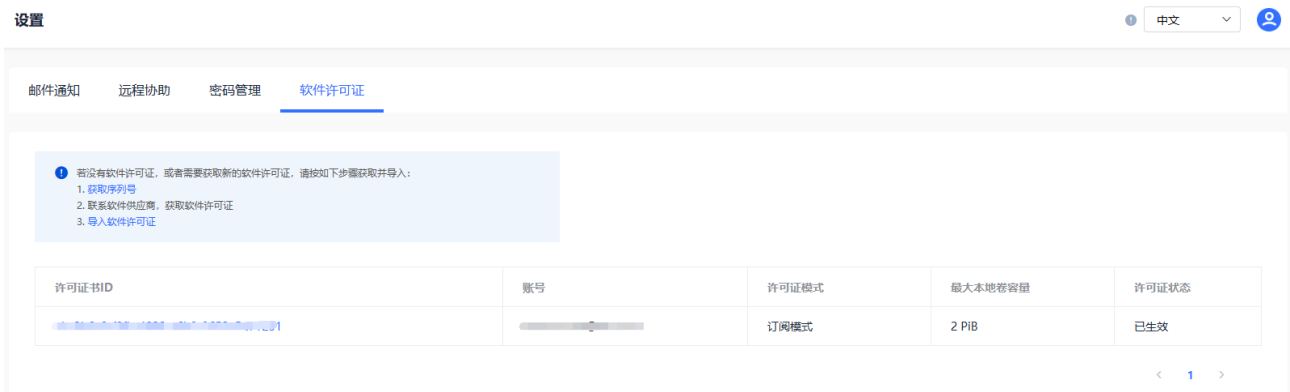 设置
中文
邮件通知 远程协助 密码管理 软件许可证
若没有软件许可证，或者需要获取新的软件许可证，请按如下步骤获取并导入：
1. 获取序列号
2. 联系软件供应商，获取软件许可证
3. 导入软件许可证
许可证书ID 账号 许可证模式 最大本地卷容量 许可证状态
订阅模式 2 PiB 已生效
1